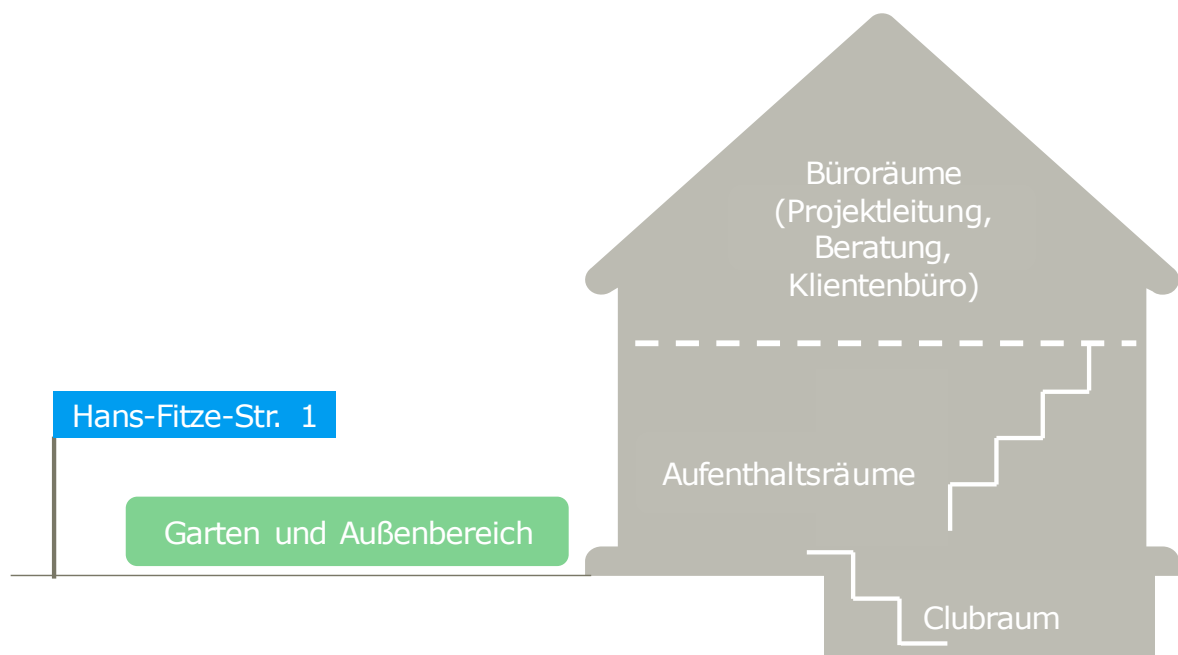 Büroräume
(Projektleitung,
Beratung,
Klientenbüro)
Hans-Fitze-Str. 1
Aufenthaltsräume
Garten und Außenbereich
Clubraum